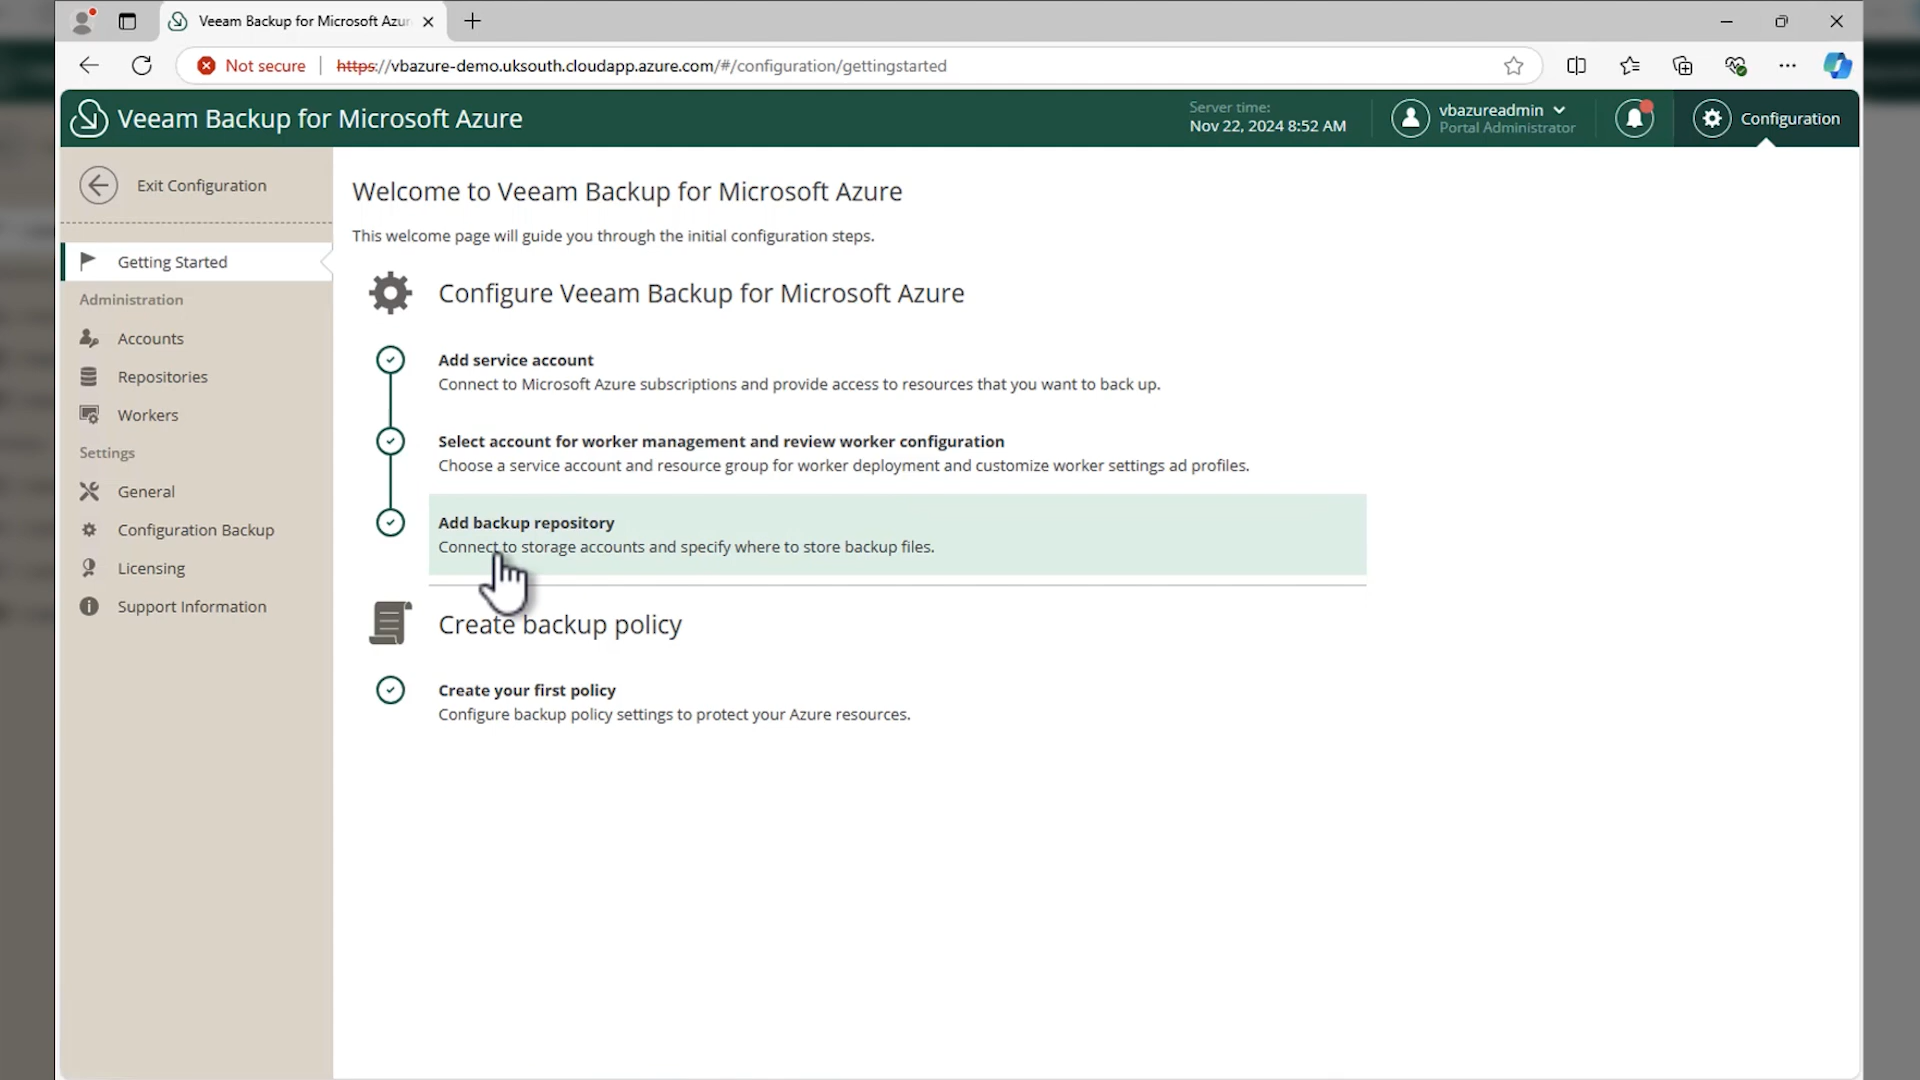 Veeam Backup for Microsoft Azur
Not secure
https://vbazure-demo.uksouth.cloudapp.azure.com/#/configuration/gettingstarted
Veeam Backup for Microsoft Azure
Server time:
Nov 22, 2024 8:52 AM
vbazureadmin
Portal Administrator
Configuration
Exit Configuration
Getting Started
Administration
Accounts
Repositories
Workers
Settings
General
Configuration Backup
Licensing
Support Information
Welcome to Veeam Backup for Microsoft Azure
This welcome page will guide you through the initial configuration steps.
Configure Veeam Backup for Microsoft Azure
Add service account
Connect to Microsoft Azure subscriptions and provide access to resources that you want to back up.
Select account for worker management and review worker configuration
Choose a service account and resource group for worker deployment and customize worker settings ad profiles.
Add backup repository
Connect to storage accounts and specify where to store backup files.
Create backup policy
Create your first policy
Configure backup policy settings to protect your Azure resources.